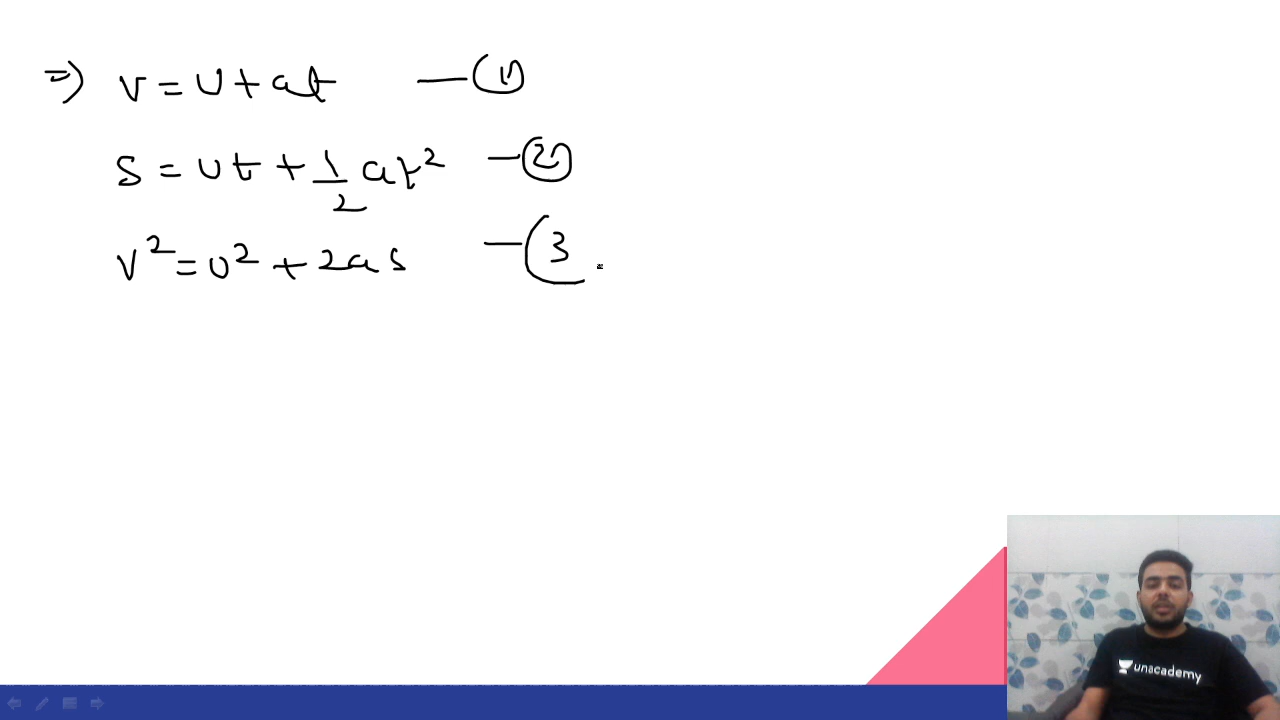 ⇒ v = u + at —(1)
s = ut + 1/2 at² —(2)
v² = u² + 2as —(3
unacademy